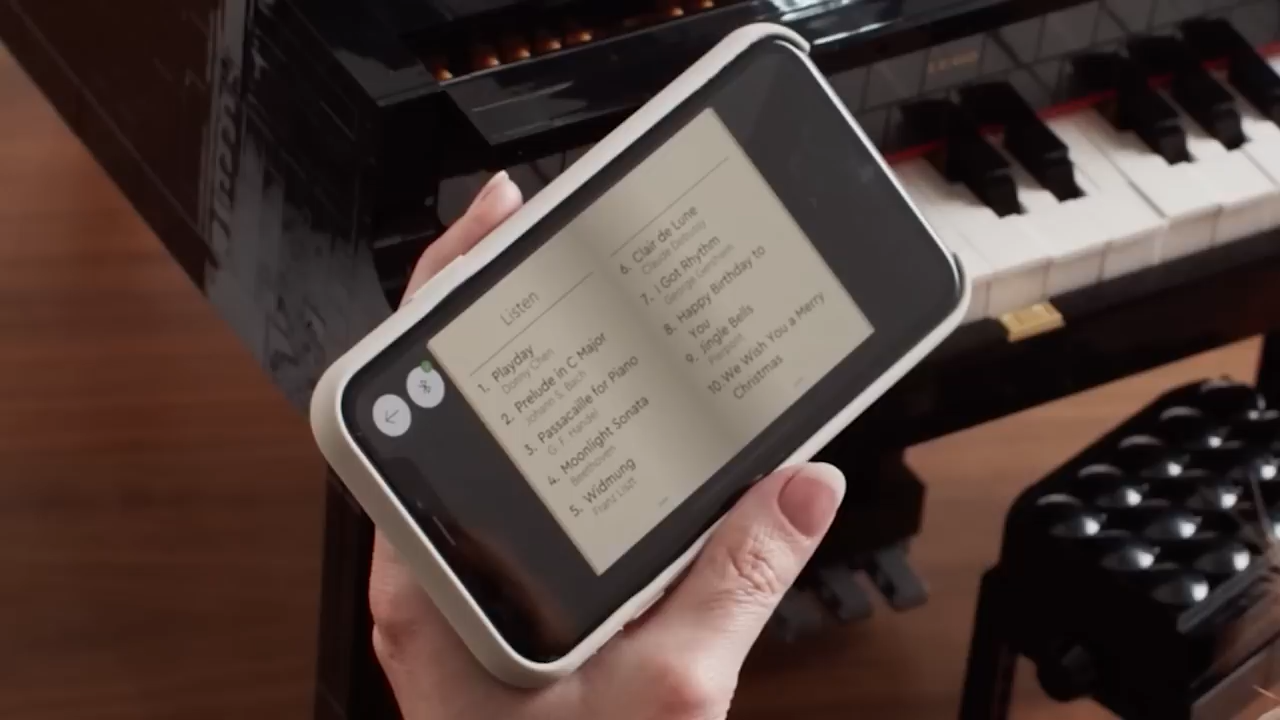 Listen
1. Playday
Donny Chen
2. Prelude in C Major
Johann S. Bach
3. Passacaille for Piano
G. F. Handel
4. Moonlight Sonata
Beethoven
5. Widmung
Franz Liszt
6. Clair de Lune
Claude Debussy
7. I Got Rhythm
George Gershwin
8. Happy Birthday to
You
9. Jingle Bells
Pierpont
10. We Wish You a Merry
Christmas